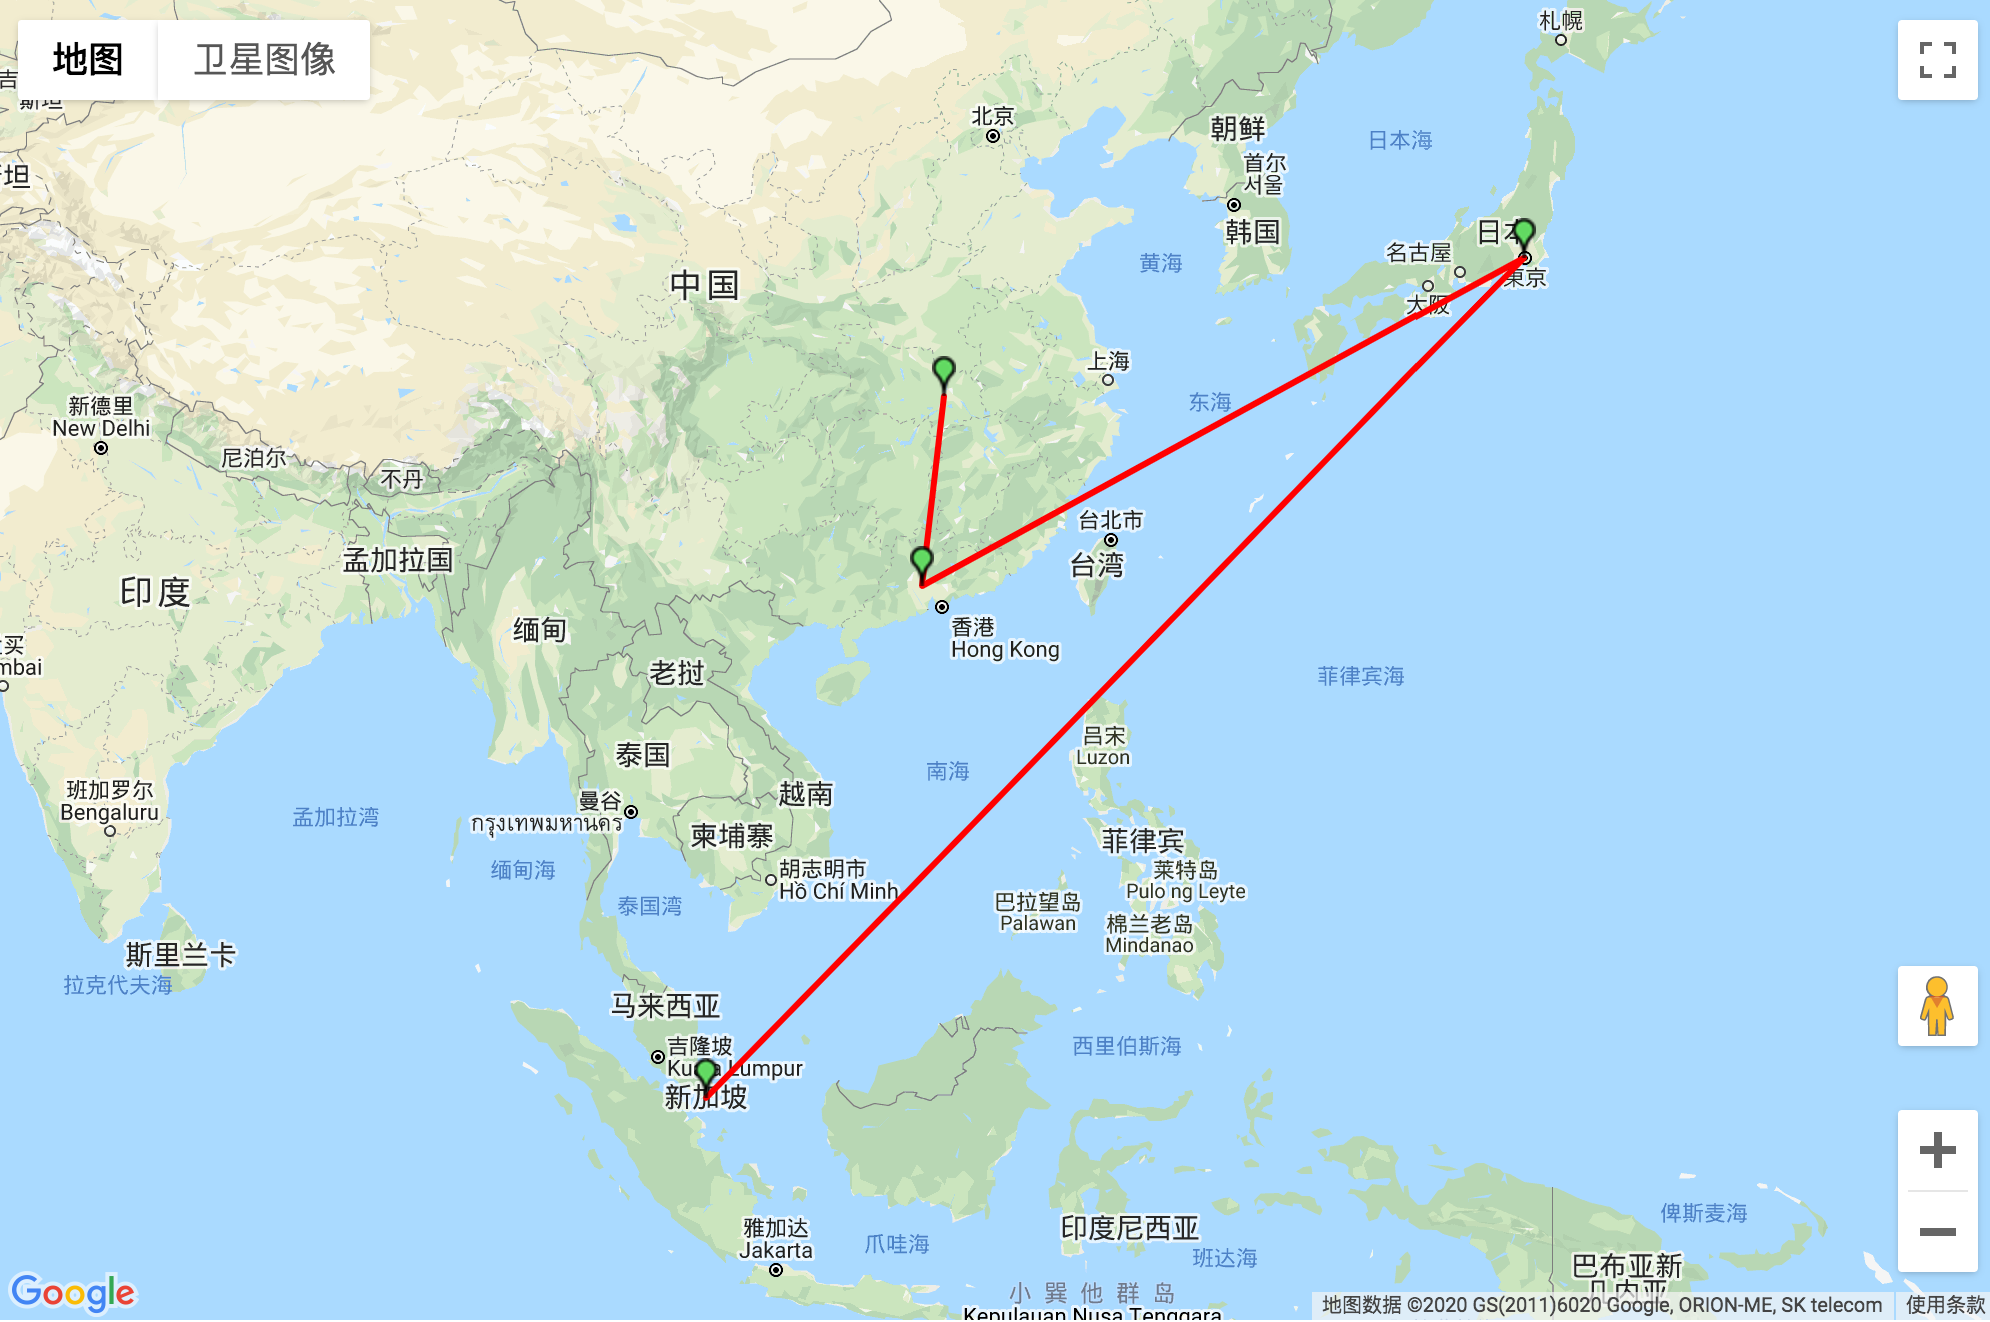 地图
卫星图像
札幌
吉
斯坦
北京
朝鲜
日本海
首尔
서울
坦
韩国
日本
名古屋
黄海
東京
中国
大阪
上海
东海
新德里
New Delhi
尼泊尔
不丹
台北市
孟加拉国
台湾
印度
缅甸
香港
Hong Kong
买
mbai
老挝
菲律宾海
吕宋
Luzon
泰国
南海
班加罗尔
Bengaluru
越南
曼谷
กรุงเทพมหานคร
孟加拉湾
柬埔寨
菲律宾
缅甸海
胡志明市
Hồ Chí Minh
莱特岛
Pulo ng Leyte
泰国湾
巴拉望岛
Palawan
棉兰老岛
Mindanao
斯里兰卡
拉克代夫海
马来西亚
吉隆坡
Kuala Lumpur
西里伯斯海
新加坡
俾斯麦海
雅加达
Jakarta
爪哇海
印度尼西亚
班达海
巴布亚新
几内亚
小巽他群岛
Kepulauan Nusa Tenggara
Google
地图数据 ©2020 GS(2011)6020 Google, ORION-ME, SK telecom
使用条款